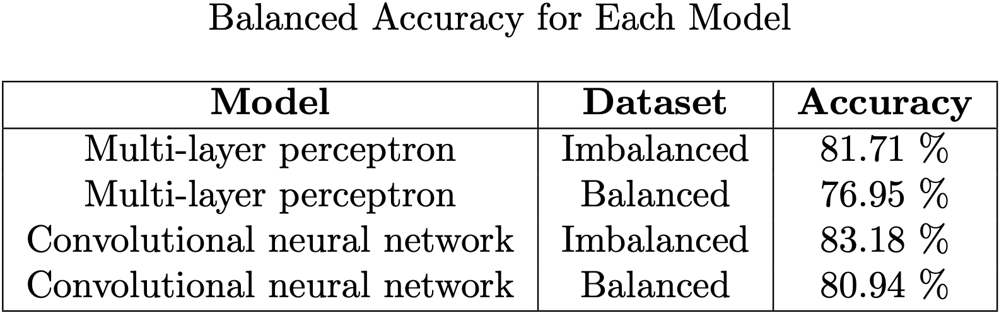 Balanced Accuracy for Each Model
Model Dataset Accuracy
Multi-layer perceptron Imbalanced 81.71 %
Multi-layer perceptron Balanced 76.95 %
Convolutional neural network Imbalanced 83.18 %
Convolutional neural network Balanced 80.94 %